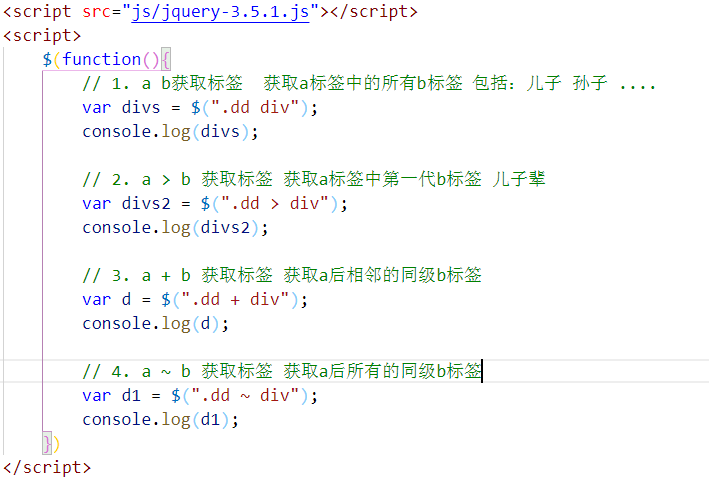 <script src="js/jquery-3.5.1.js"></script>
<script>
$(function(){
// 1. a b获取标签  获取a标签中的所有b标签 包括：儿子 孙子 ....
var divs = $(".dd div");
console.log(divs);
// 2. a > b 获取标签 获取a标签中第一代b标签 儿子辈
var divs2 = $(".dd > div");
console.log(divs2);
// 3. a + b 获取标签 获取a后相邻的同级b标签
var d = $(".dd + div");
console.log(d);
// 4. a ~ b 获取标签 获取a后所有的同级b标签
var d1 = $(".dd ~ div");
console.log(d1);
})
</script>